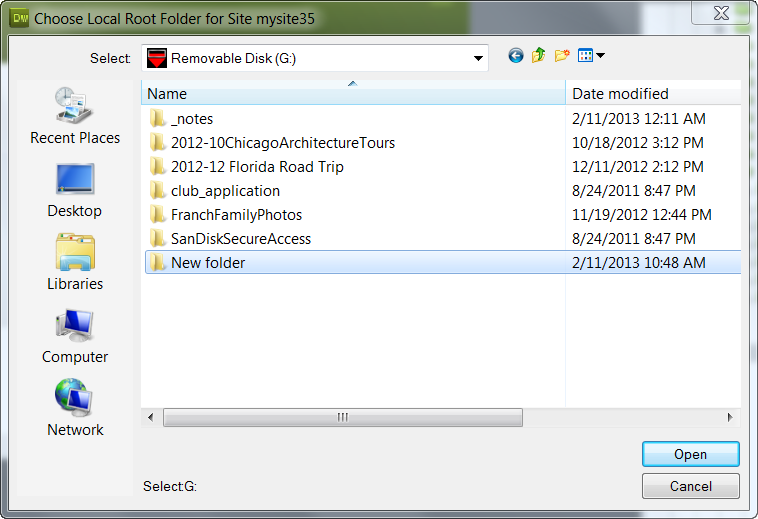 Dw Choose Local Root Folder for Site mysite35
Select: Removable Disk (G:)
Name Date modified
_notes 2/11/2013 12:11 AM
2012-10ChicagoArchitectureTours 10/18/2012 3:12 PM
2012-12 Florida Road Trip 12/11/2012 2:12 PM
club_application 8/24/2011 8:47 PM
FranchFamilyPhotos 11/19/2012 12:44 PM
SanDiskSecureAccess 8/24/2011 8:47 PM
New folder 2/11/2013 10:48 AM
Recent Places
Desktop
Libraries
Computer
Network
Open
Select:G:
Cancel